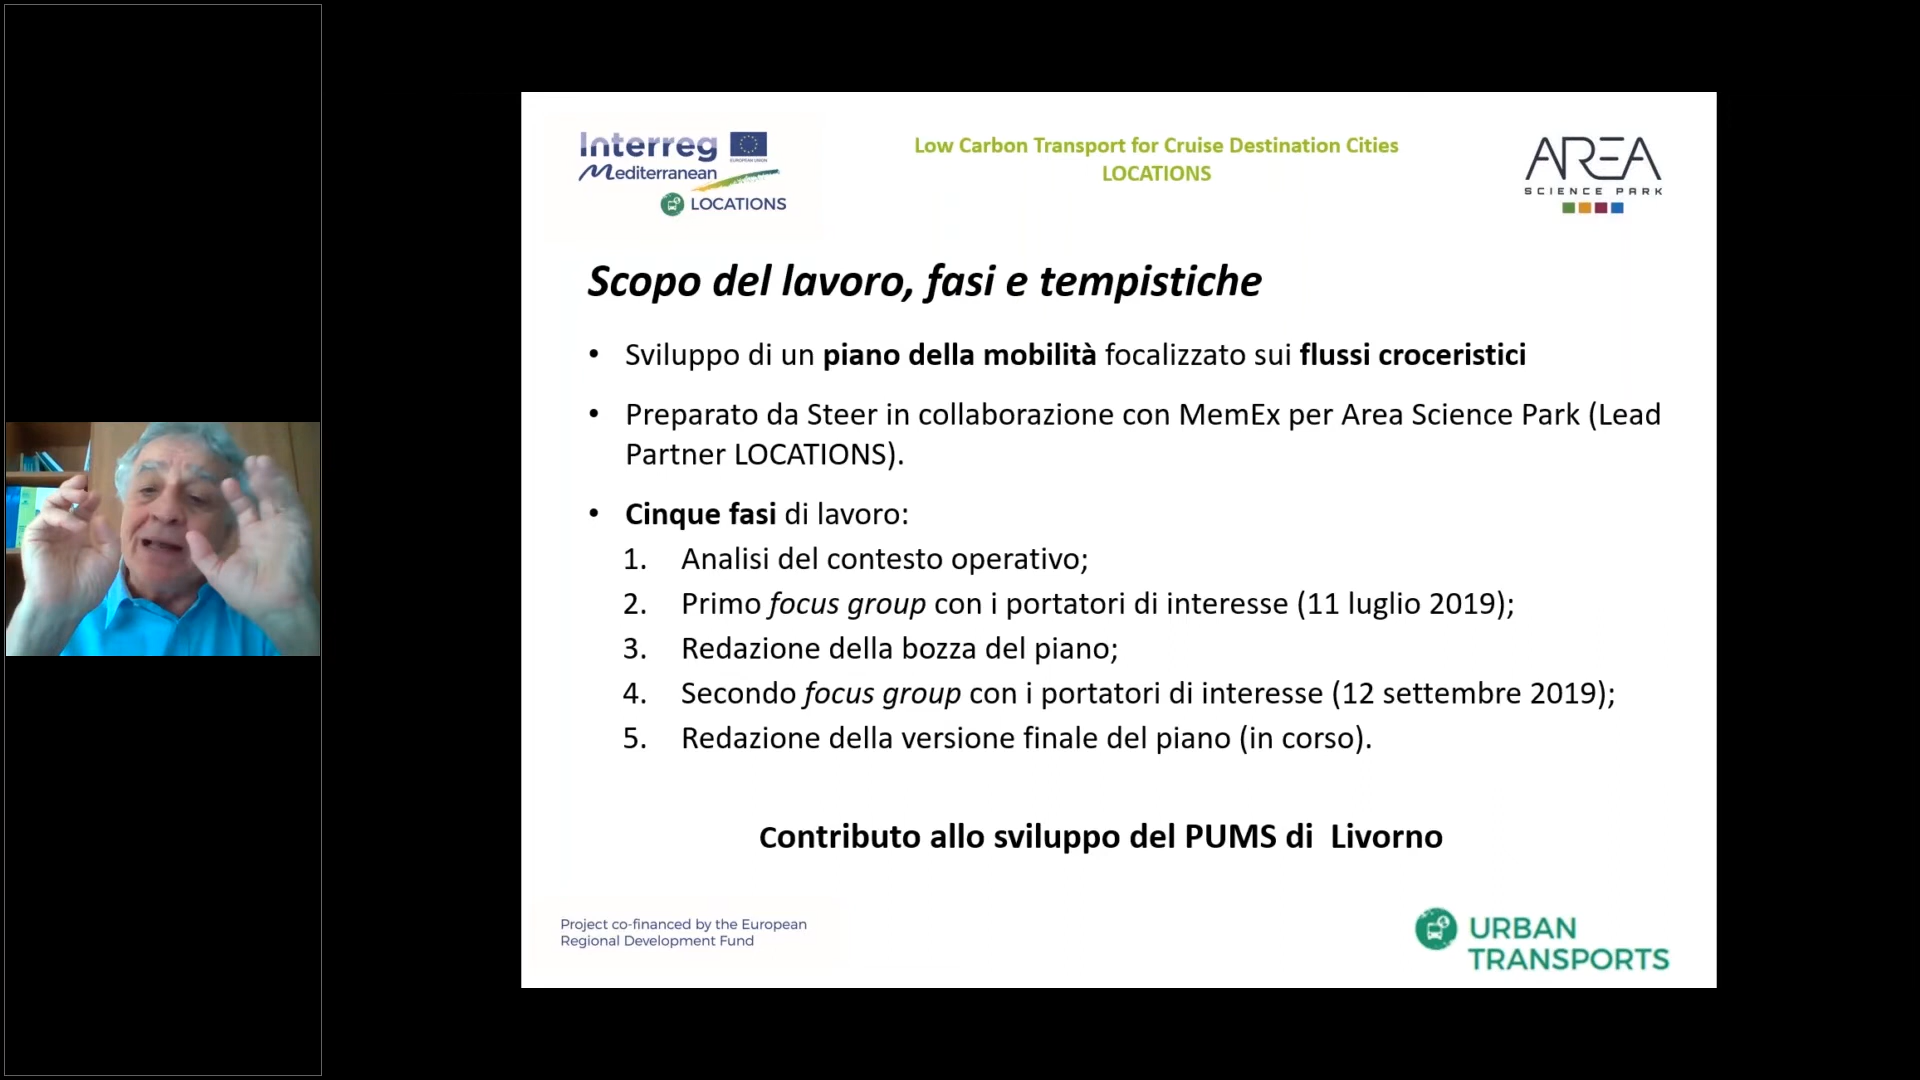 Interreg
EUROPEAN UNION
Mediterranean
LOCATIONS
Low Carbon Transport for Cruise Destination Cities
LOCATIONS
AREA
SCIENCE PARK
Scopo del lavoro, fasi e tempistiche
• Sviluppo di un piano della mobilità focalizzato sui flussi croceristici
• Preparato da Steer in collaborazione con MemEx per Area Science Park (Lead
Partner LOCATIONS).
• Cinque fasi di lavoro:
1. Analisi del contesto operativo;
2. Primo focus group con i portatori di interesse (11 luglio 2019);
3. Redazione della bozza del piano;
4. Secondo focus group con i portatori di interesse (12 settembre 2019);
5. Redazione della versione finale del piano (in corso).
Contributo allo sviluppo del PUMS di Livorno
Project co-financed by the European
Regional Development Fund
URBAN
TRANSPORTS